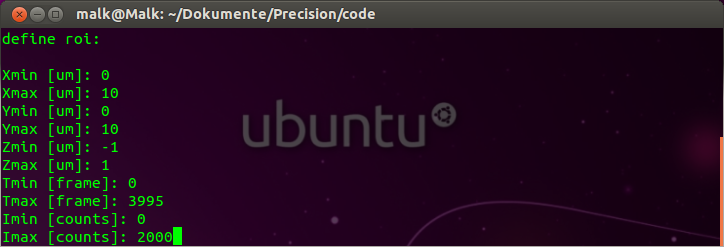 malk@Malk: ~/Dokumente/Precision/code
define roi:
Xmin [um]: 0
Xmax [um]: 10
Ymin [um]: 0
Ymax [um]: 10
Zmin [um]: -1
Zmax [um]: 1
Tmin [frame]: 0
Tmax [frame]: 3995
Imin [counts]: 0
Imax [counts]: 2000
ubuntu